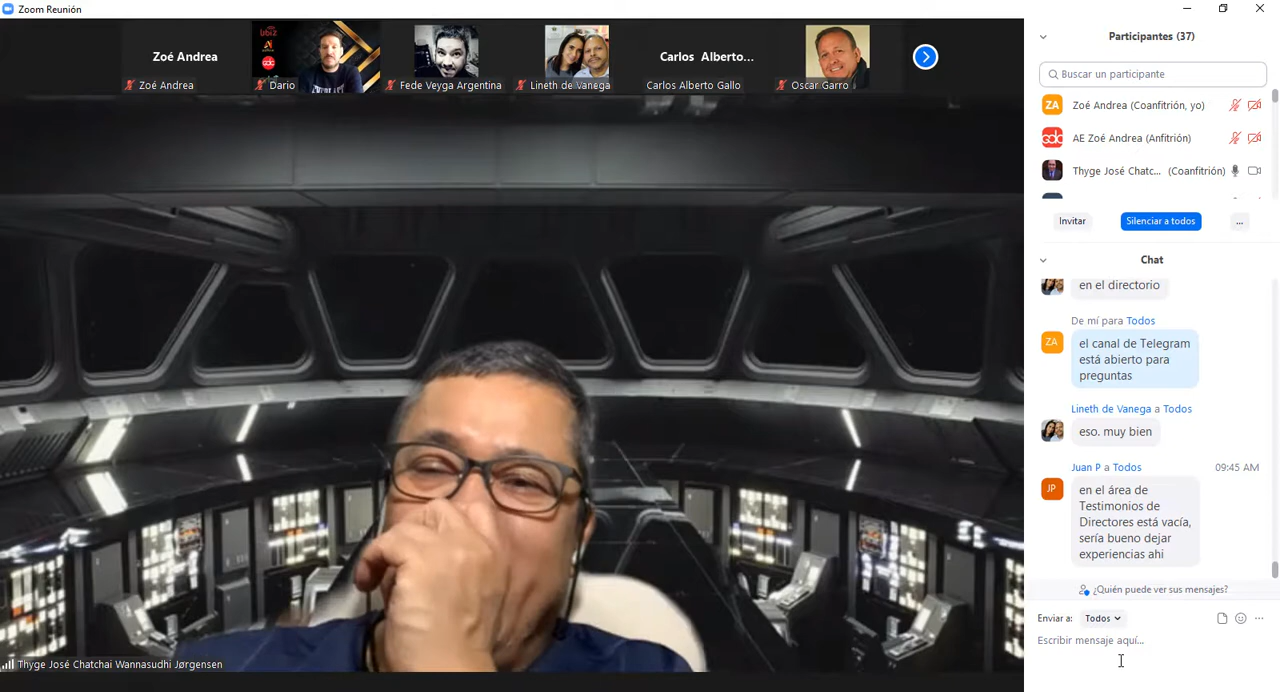 Zoom Reunión
Zoé Andrea
Zoé Andrea
Dario
Fede Veyga Argentina
Lineth de Vanega
Carlos Alberto...
Carlos Alberto Gallo
Oscar Garro
Thyge José Chatchai Wannasudhi Jørgensen
Participantes (37)
Buscar un participante
ZA Zoé Andrea (Coanfitrión, yo)
GDC AE Zoé Andrea (Anfitrión)
Thyge José Chatc... (Coanfitrión)
Invitar Silenciar a todos ...
Chat
en el directorio
De mí para Todos
ZA
el canal de Telegram
está abierto para
preguntas
Lineth de Vanega a Todos
eso. muy bien
Juan P a Todos 09:45 AM
JP
en el área de
Testimonios de
Directores está vacía,
sería bueno dejar
experiencias ahi
¿Quién puede ver sus mensajes?
Enviar a: Todos
Escribir mensaje aquí...